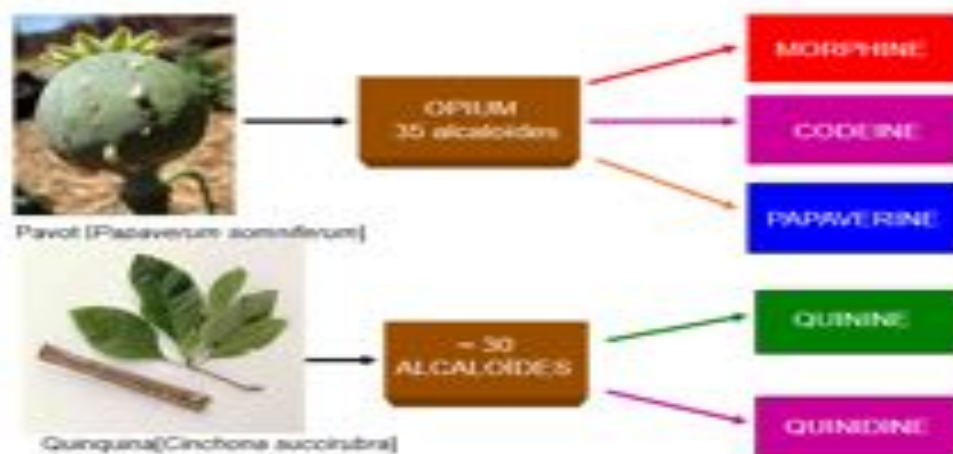 MORPHINE
OPIUM
35 alcaloides
CODEINE
PAPAVERINE
Pavot [Papaverum somniferum]
QUININE
~ 30
ALCALOÏDES
QUINIDINE
Quinquina[Cinchona succirubra]